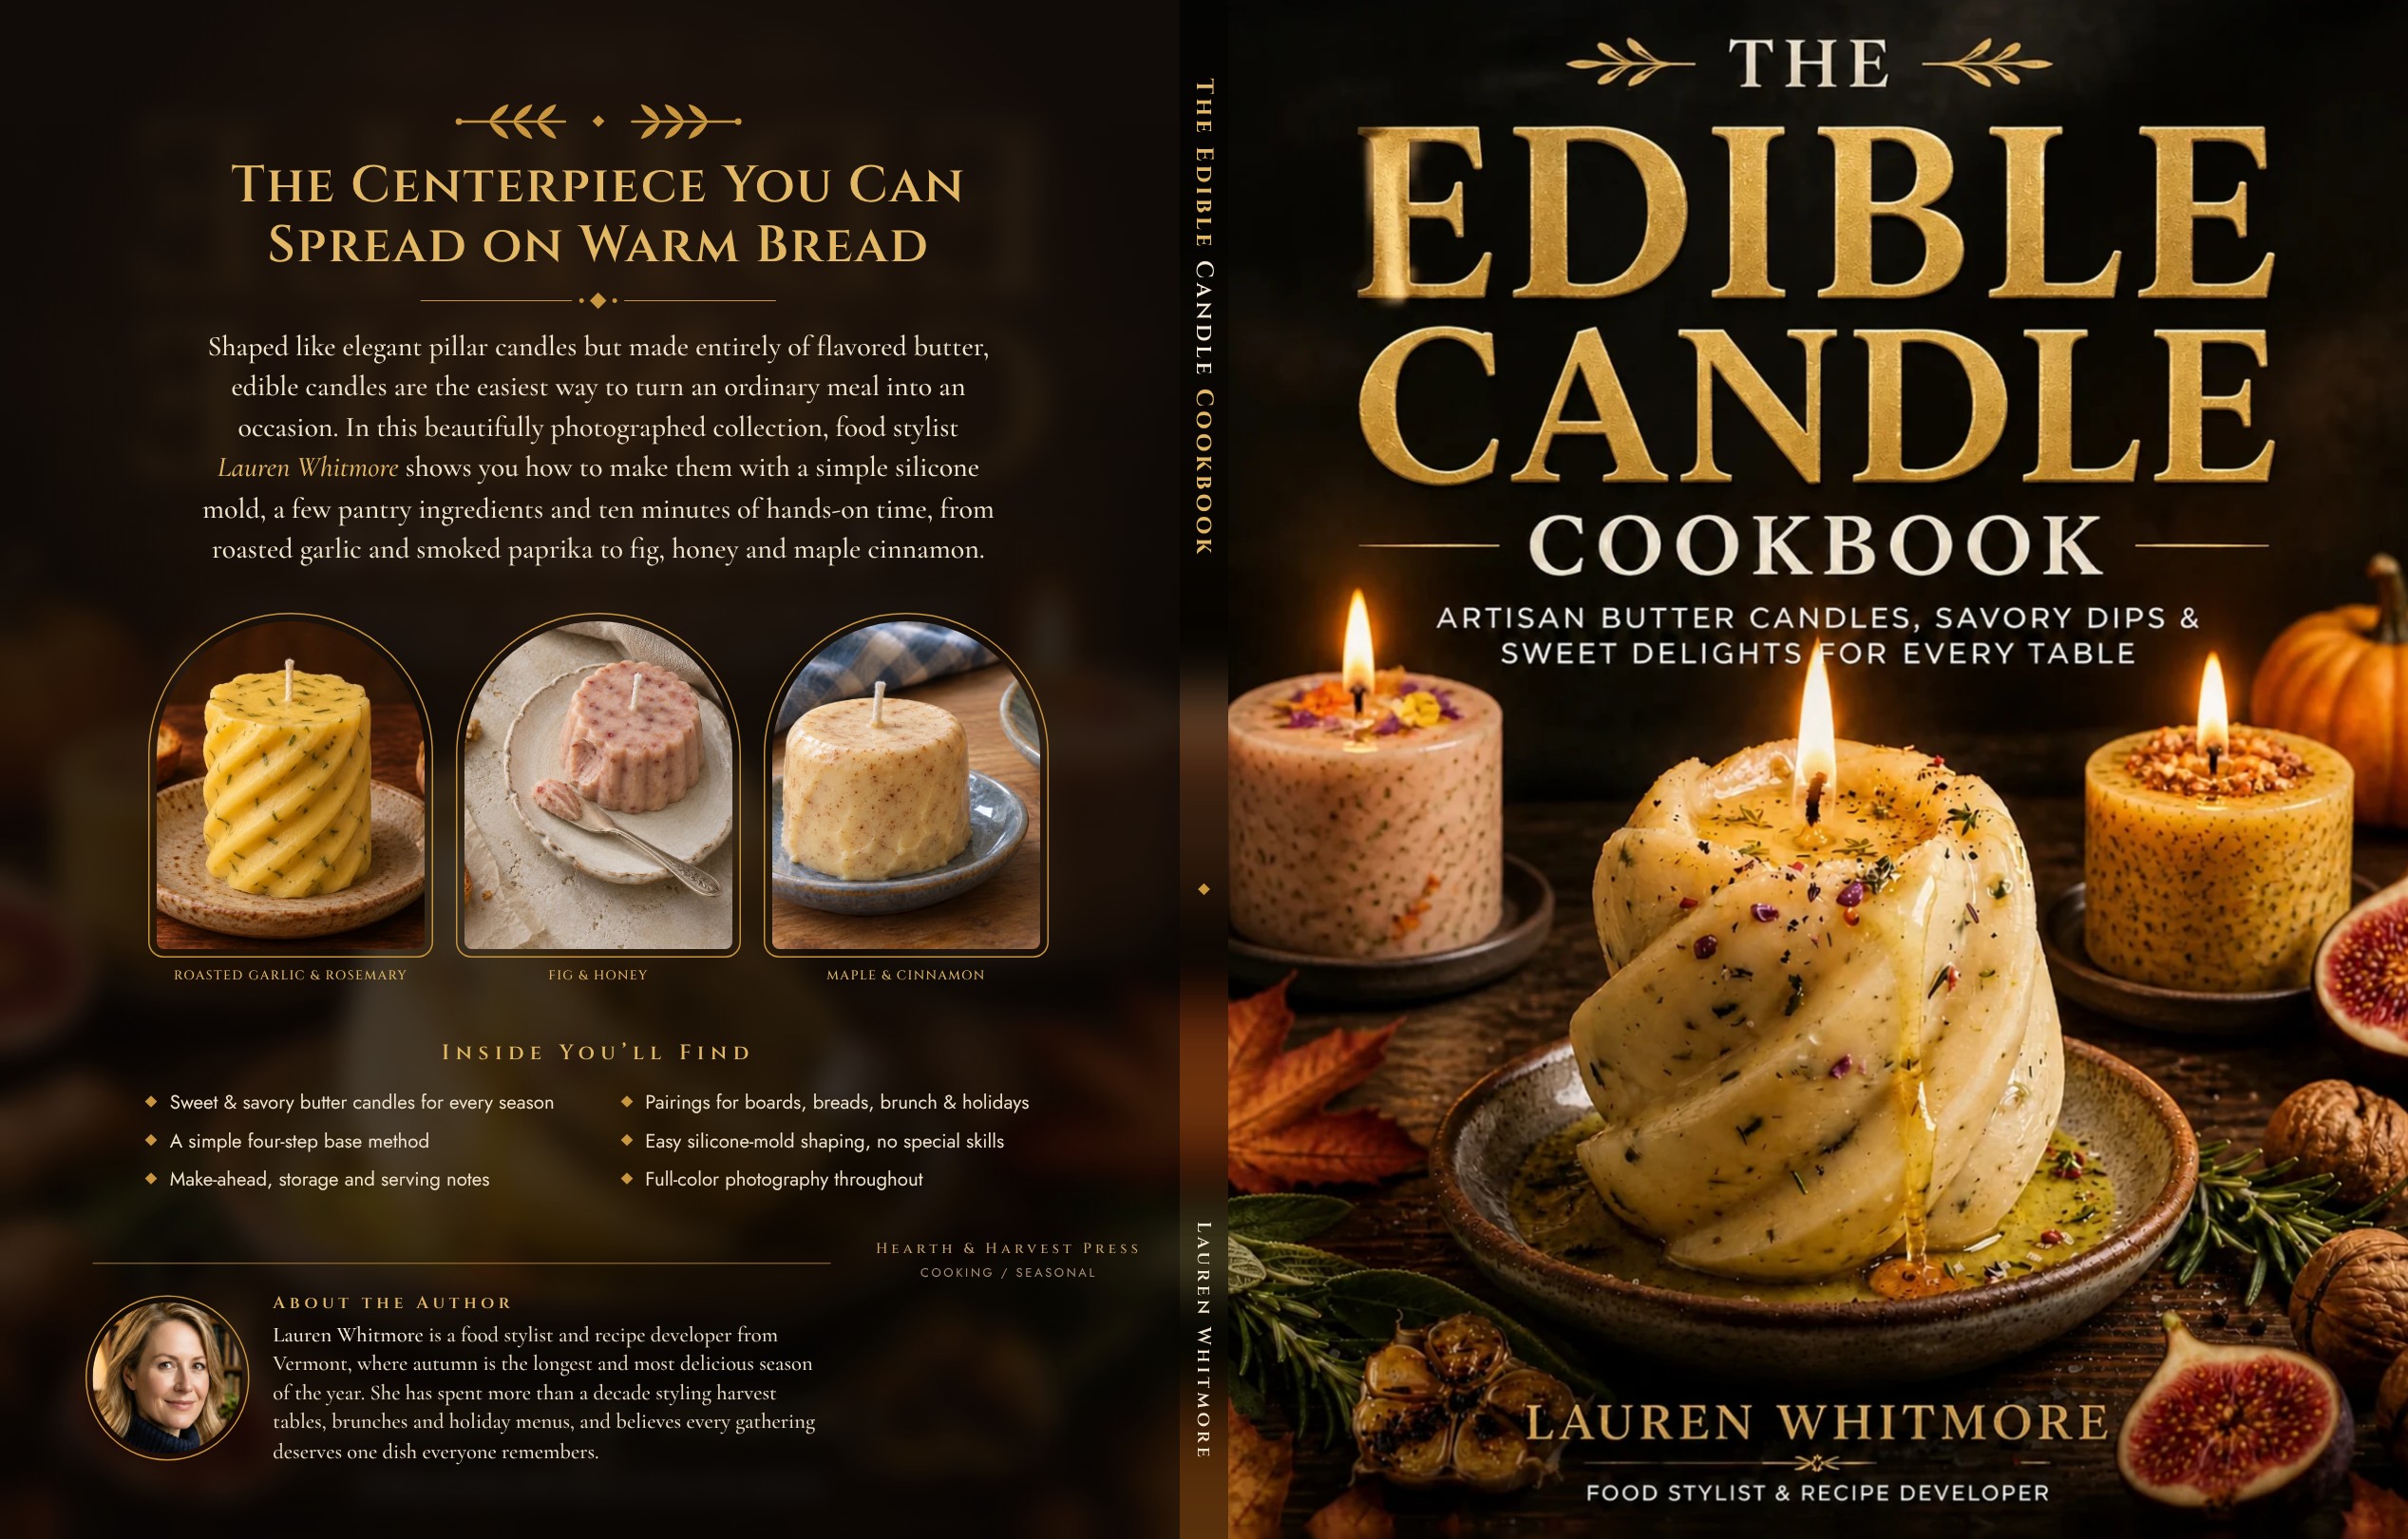 The Centerpiece You Can
Spread on Warm Bread
Shaped like elegant pillar candles but made entirely of flavored butter,
edible candles are the easiest way to turn an ordinary meal into an
occasion. In this beautifully photographed collection, food stylist
Lauren Whitmore shows you how to make them with a simple silicone
mold, a few pantry ingredients and ten minutes of hands-on time, from
roasted garlic and smoked paprika to fig, honey and maple cinnamon.
ROASTED GARLIC & ROSEMARY
FIG & HONEY
MAPLE & CINNAMON
Inside You’ll Find
Sweet & savory butter candles for every season
A simple four-step base method
Make-ahead, storage and serving notes
Pairings for boards, breads, brunch & holidays
Easy silicone-mold shaping, no special skills
Full-color photography throughout
Hearth & Harvest Press
COOKING / SEASONAL
About the Author
Lauren Whitmore is a food stylist and recipe developer from
Vermont, where autumn is the longest and most delicious season
of the year. She has spent more than a decade styling harvest
tables, brunches and holiday menus, and believes every gathering
deserves one dish everyone remembers.
The Edible Candle Cookbook
Lauren Whitmore
THE
EDIBLE
CANDLE
COOKBOOK
ARTISAN BUTTER CANDLES, SAVORY DIPS &
SWEET DELIGHTS FOR EVERY TABLE
LAUREN WHITMORE
FOOD STYLIST & RECIPE DEVELOPER